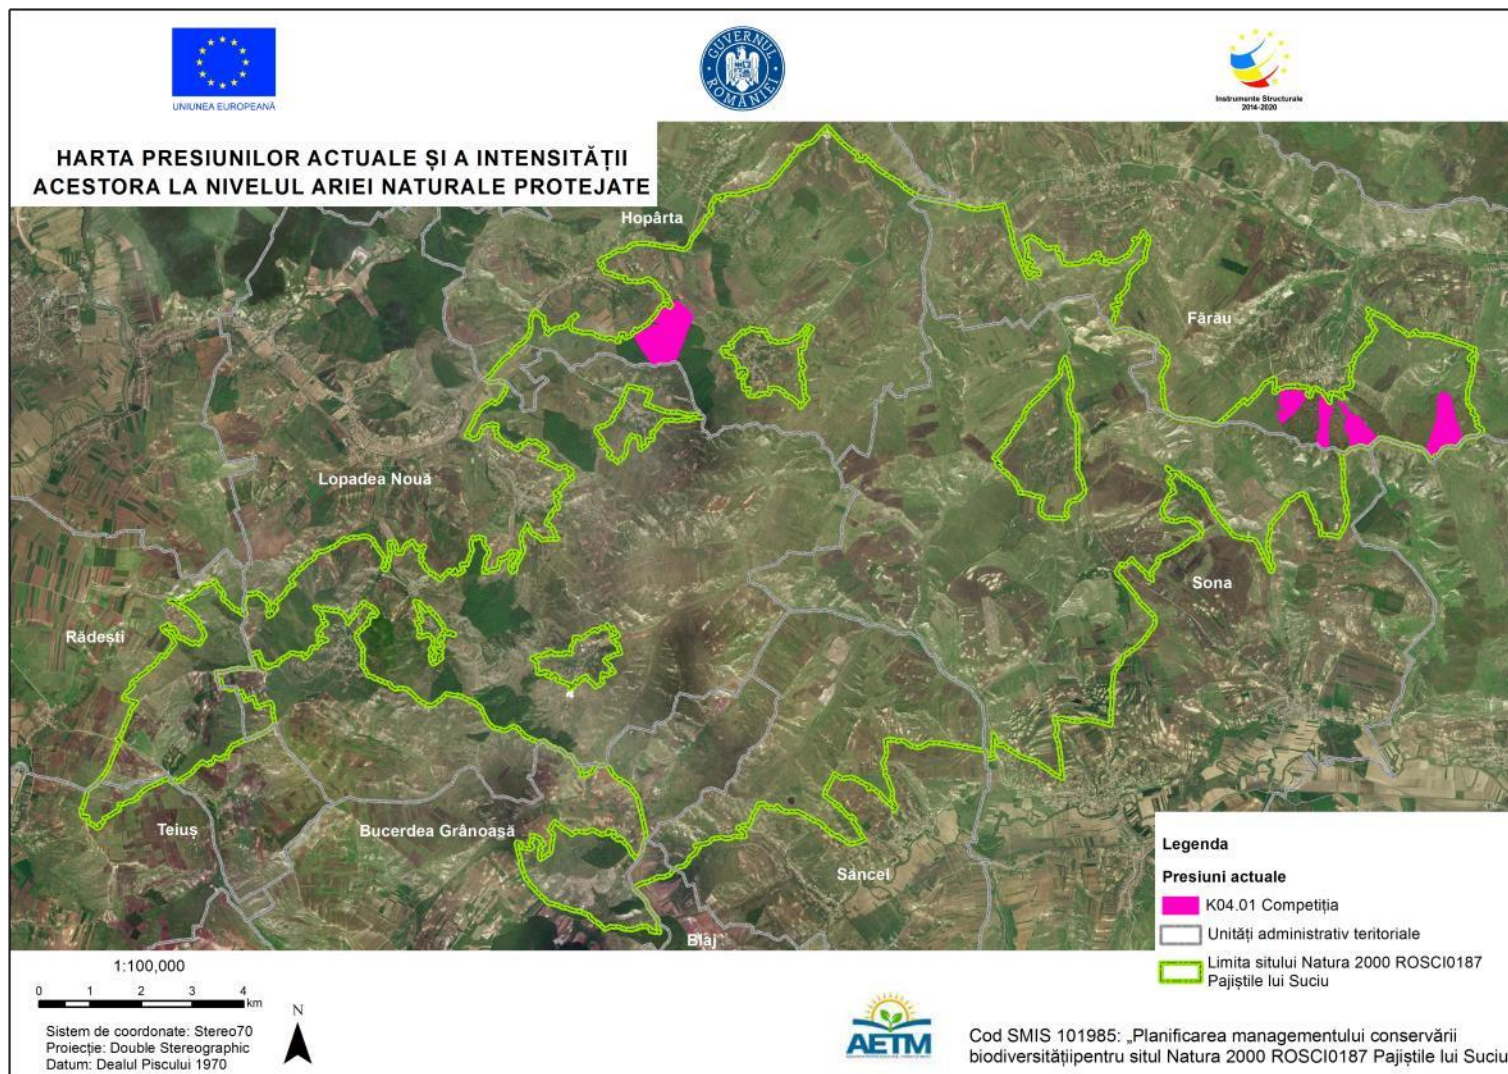 UNIUNEA EUROPEANĂ
GUVERNUL ROMÂNIEI
Instrumente Structurale
2014-2020
HARTA PRESIUNILOR ACTUALE ȘI A INTENSITĂȚII
ACESTORA LA NIVELUL ARIEI NATURALE PROTEJATE
Hopârta
Fărău
Lopadea Nouă
Sona
Rădești
Teiuș
Bucerdea Grânoașă
Sâncel
Blaj
Legenda
Presiuni actuale
K04.01 Competiția
Unități administrativ teritoriale
Limita sitului Natura 2000 ROSCI0187
Pajiștile lui Suciu
1:100,000
0 1 2 3 4
km
N
Sistem de coordonate: Stereo70
Proiecție: Double Stereographic
Datum: Dealul Piscului 1970
AETM
Cod SMIS 101985: „Planificarea managementului conservării
biodiversitățiipentru situl Natura 2000 ROSCI0187 Pajiștile lui Suciu